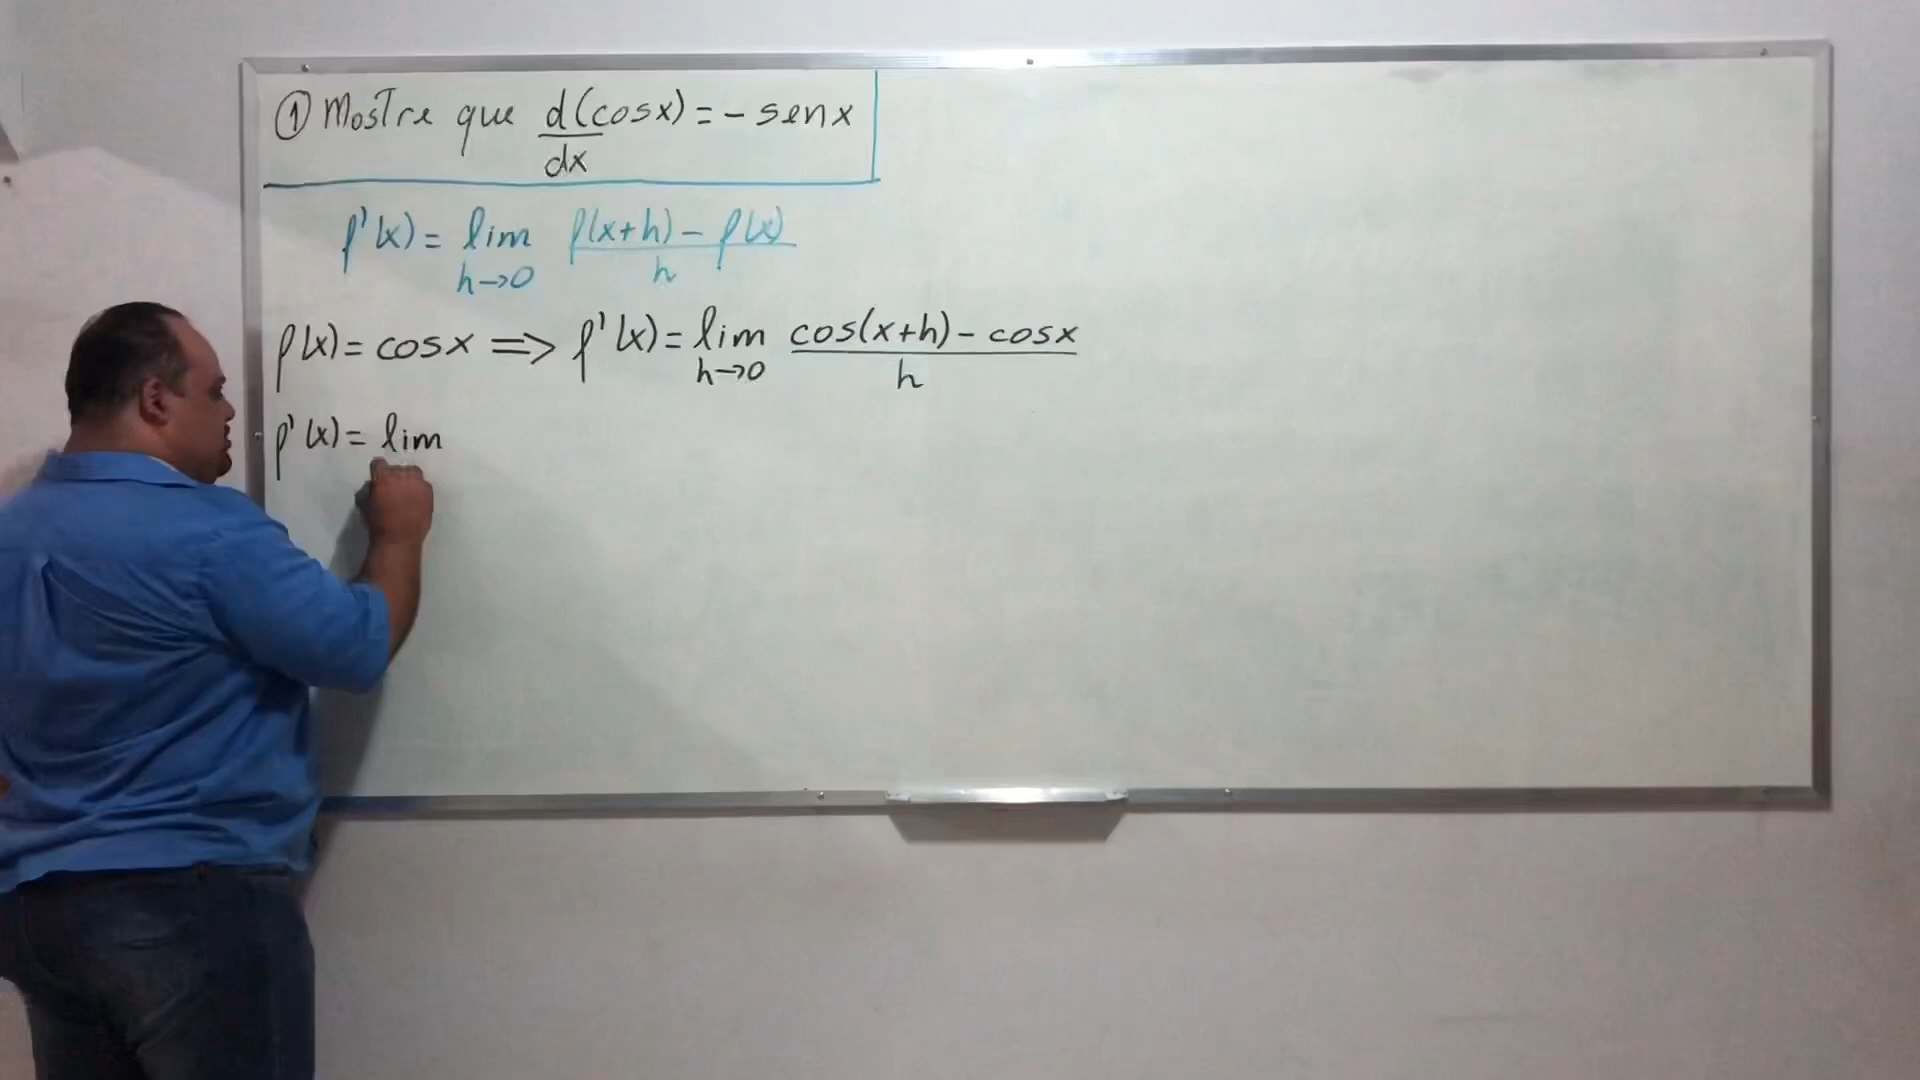 ① Mostre que d(cosx)/dx = - senx
f'(x) = lim h→0 f(x+h) - f(x)/h
f(x) = cosx ⇒ f'(x) = lim h→0 cos(x+h) - cosx/h
f'(x) = lim